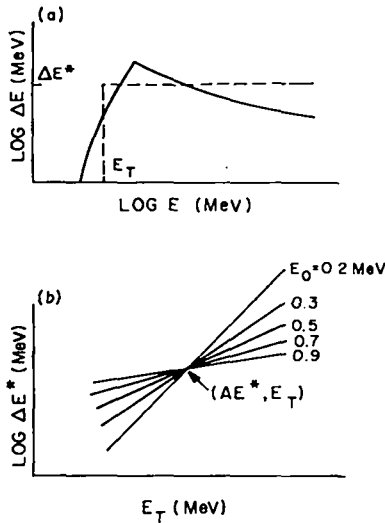 (a)
LOG ΔE (MeV)
ΔE*
E_T
LOG E (MeV)
(b)
LOG ΔE* (MeV)
E_0=0.2 MeV
0.3
0.5
0.7
0.9
(ΔE*, E_T)
E_T (MeV)